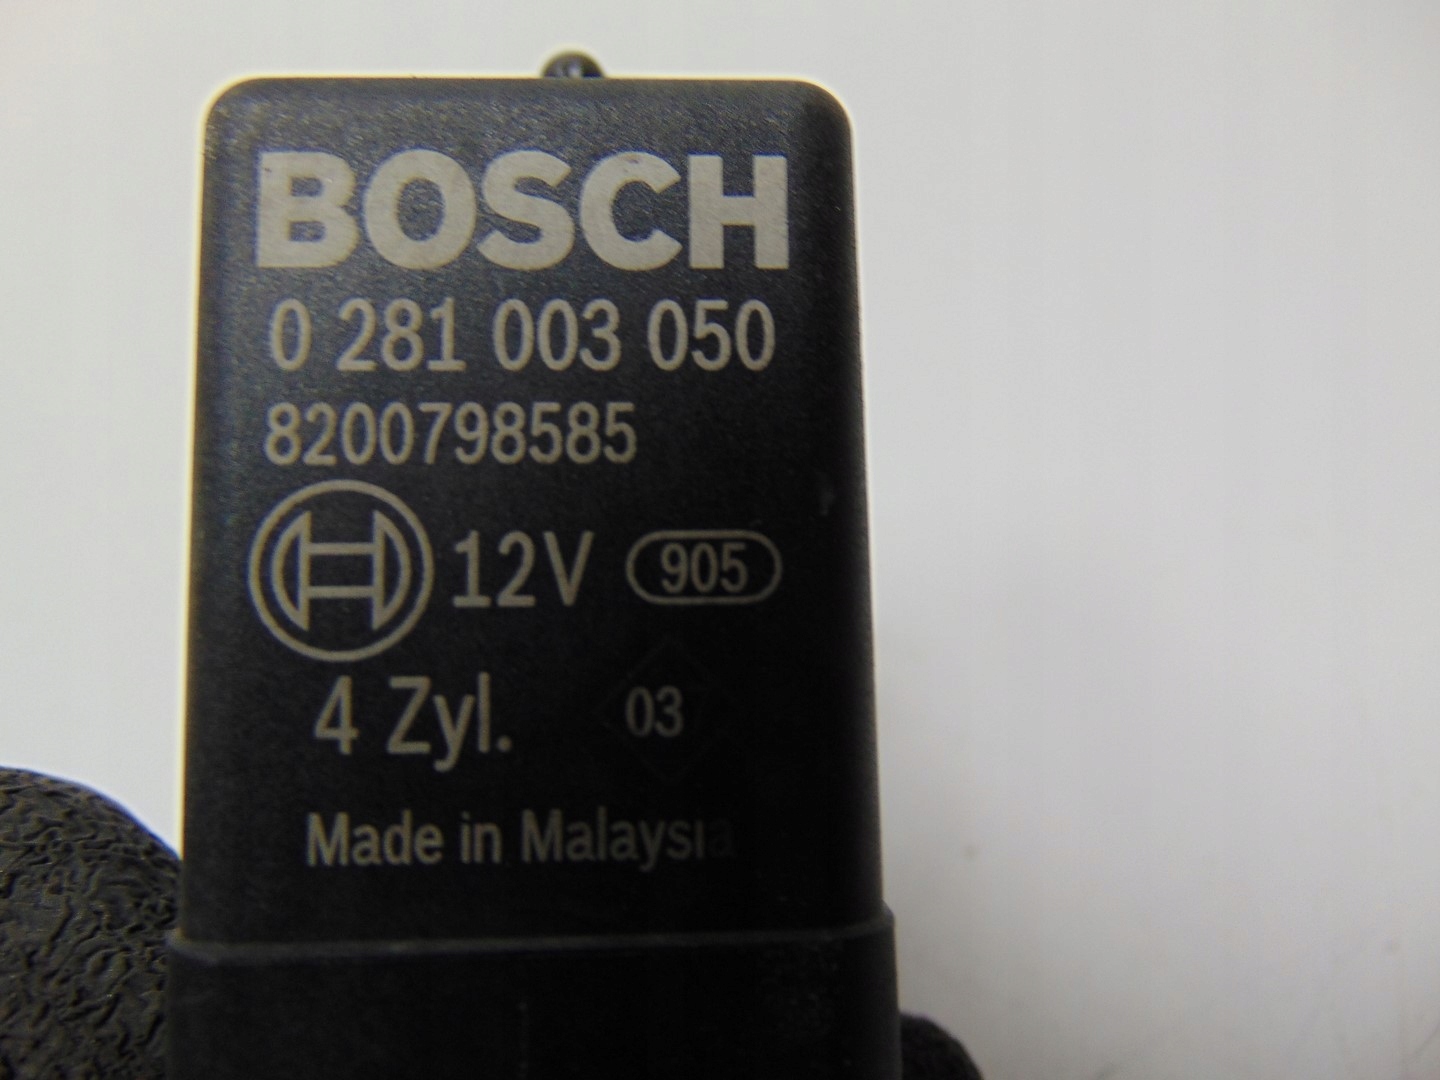 BOSCH
0 281 003 050
8200798585
12V 905
4 Zyl. 03
Made in Malaysia